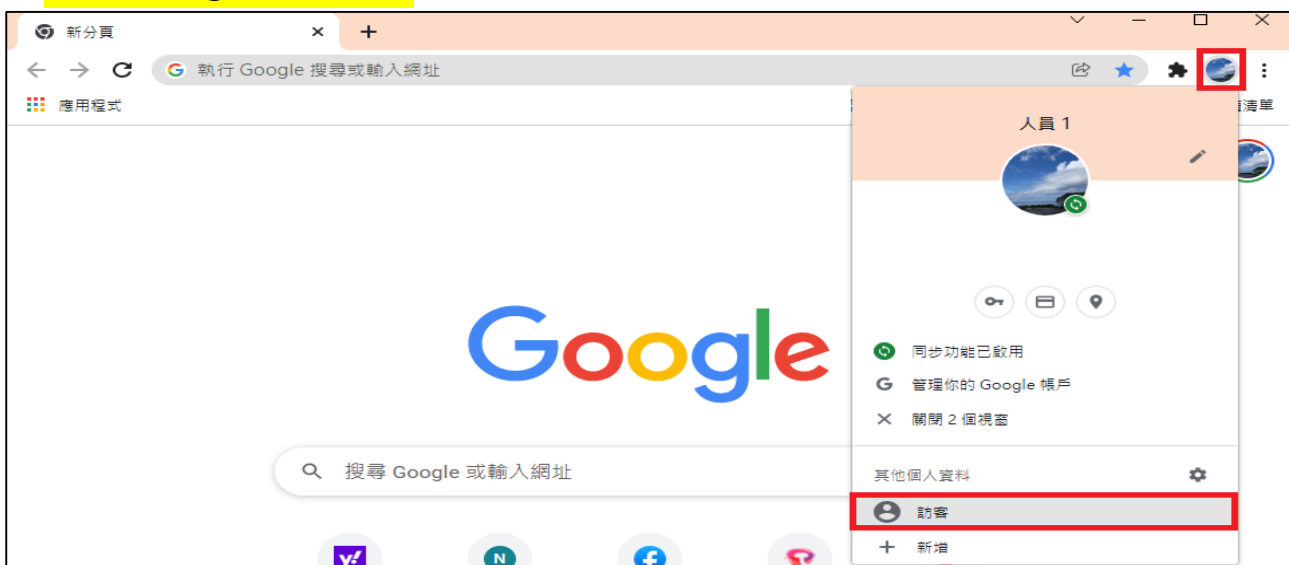 新分頁
執行 Google 搜尋或輸入網址
應用程式
清單
人員 1
Google
同步功能已啟用
G 管理你的 Google 帳戶
關閉 2 個視窗
搜尋 Google 或輸入網址
其他個人資料
訪客
新增
Y!
N